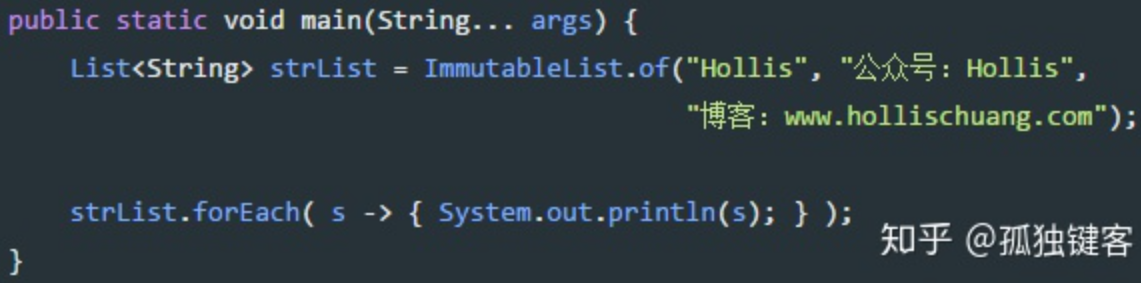 public static void main(String... args) {
List<String> strList = ImmutableList.of("Hollis", "公众号：Hollis",
"博客：www.hollischuang.com");
strList.forEach( s -> { System.out.println(s); } );
}
知乎 @孤独键客